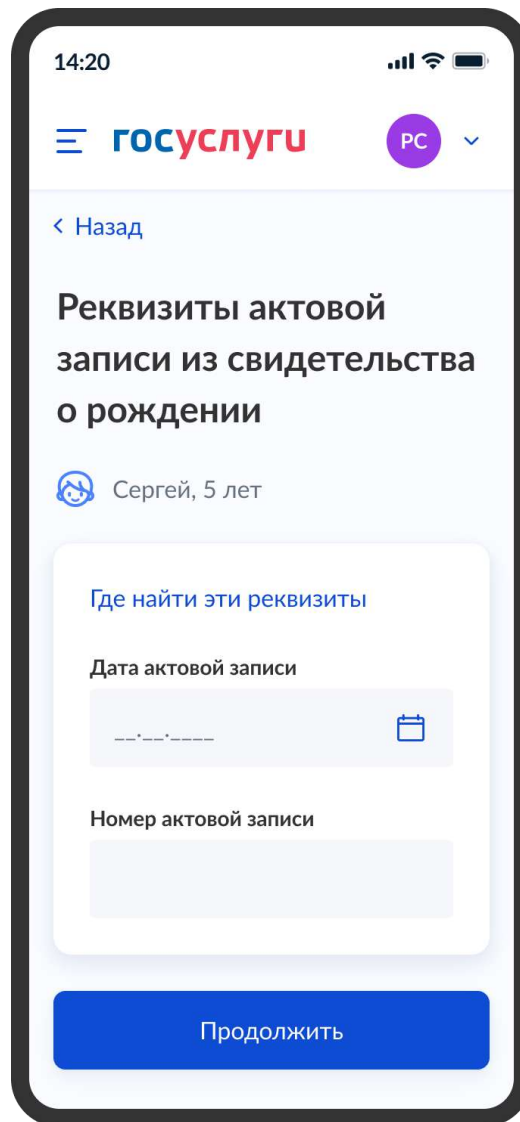 14:20
госуслуги
РС
Назад
Реквизиты актовой
записи из свидетельства
о рождении
Сергей, 5 лет
Где найти эти реквизиты
Дата актовой записи
__.__.____
Номер актовой записи
Продолжить